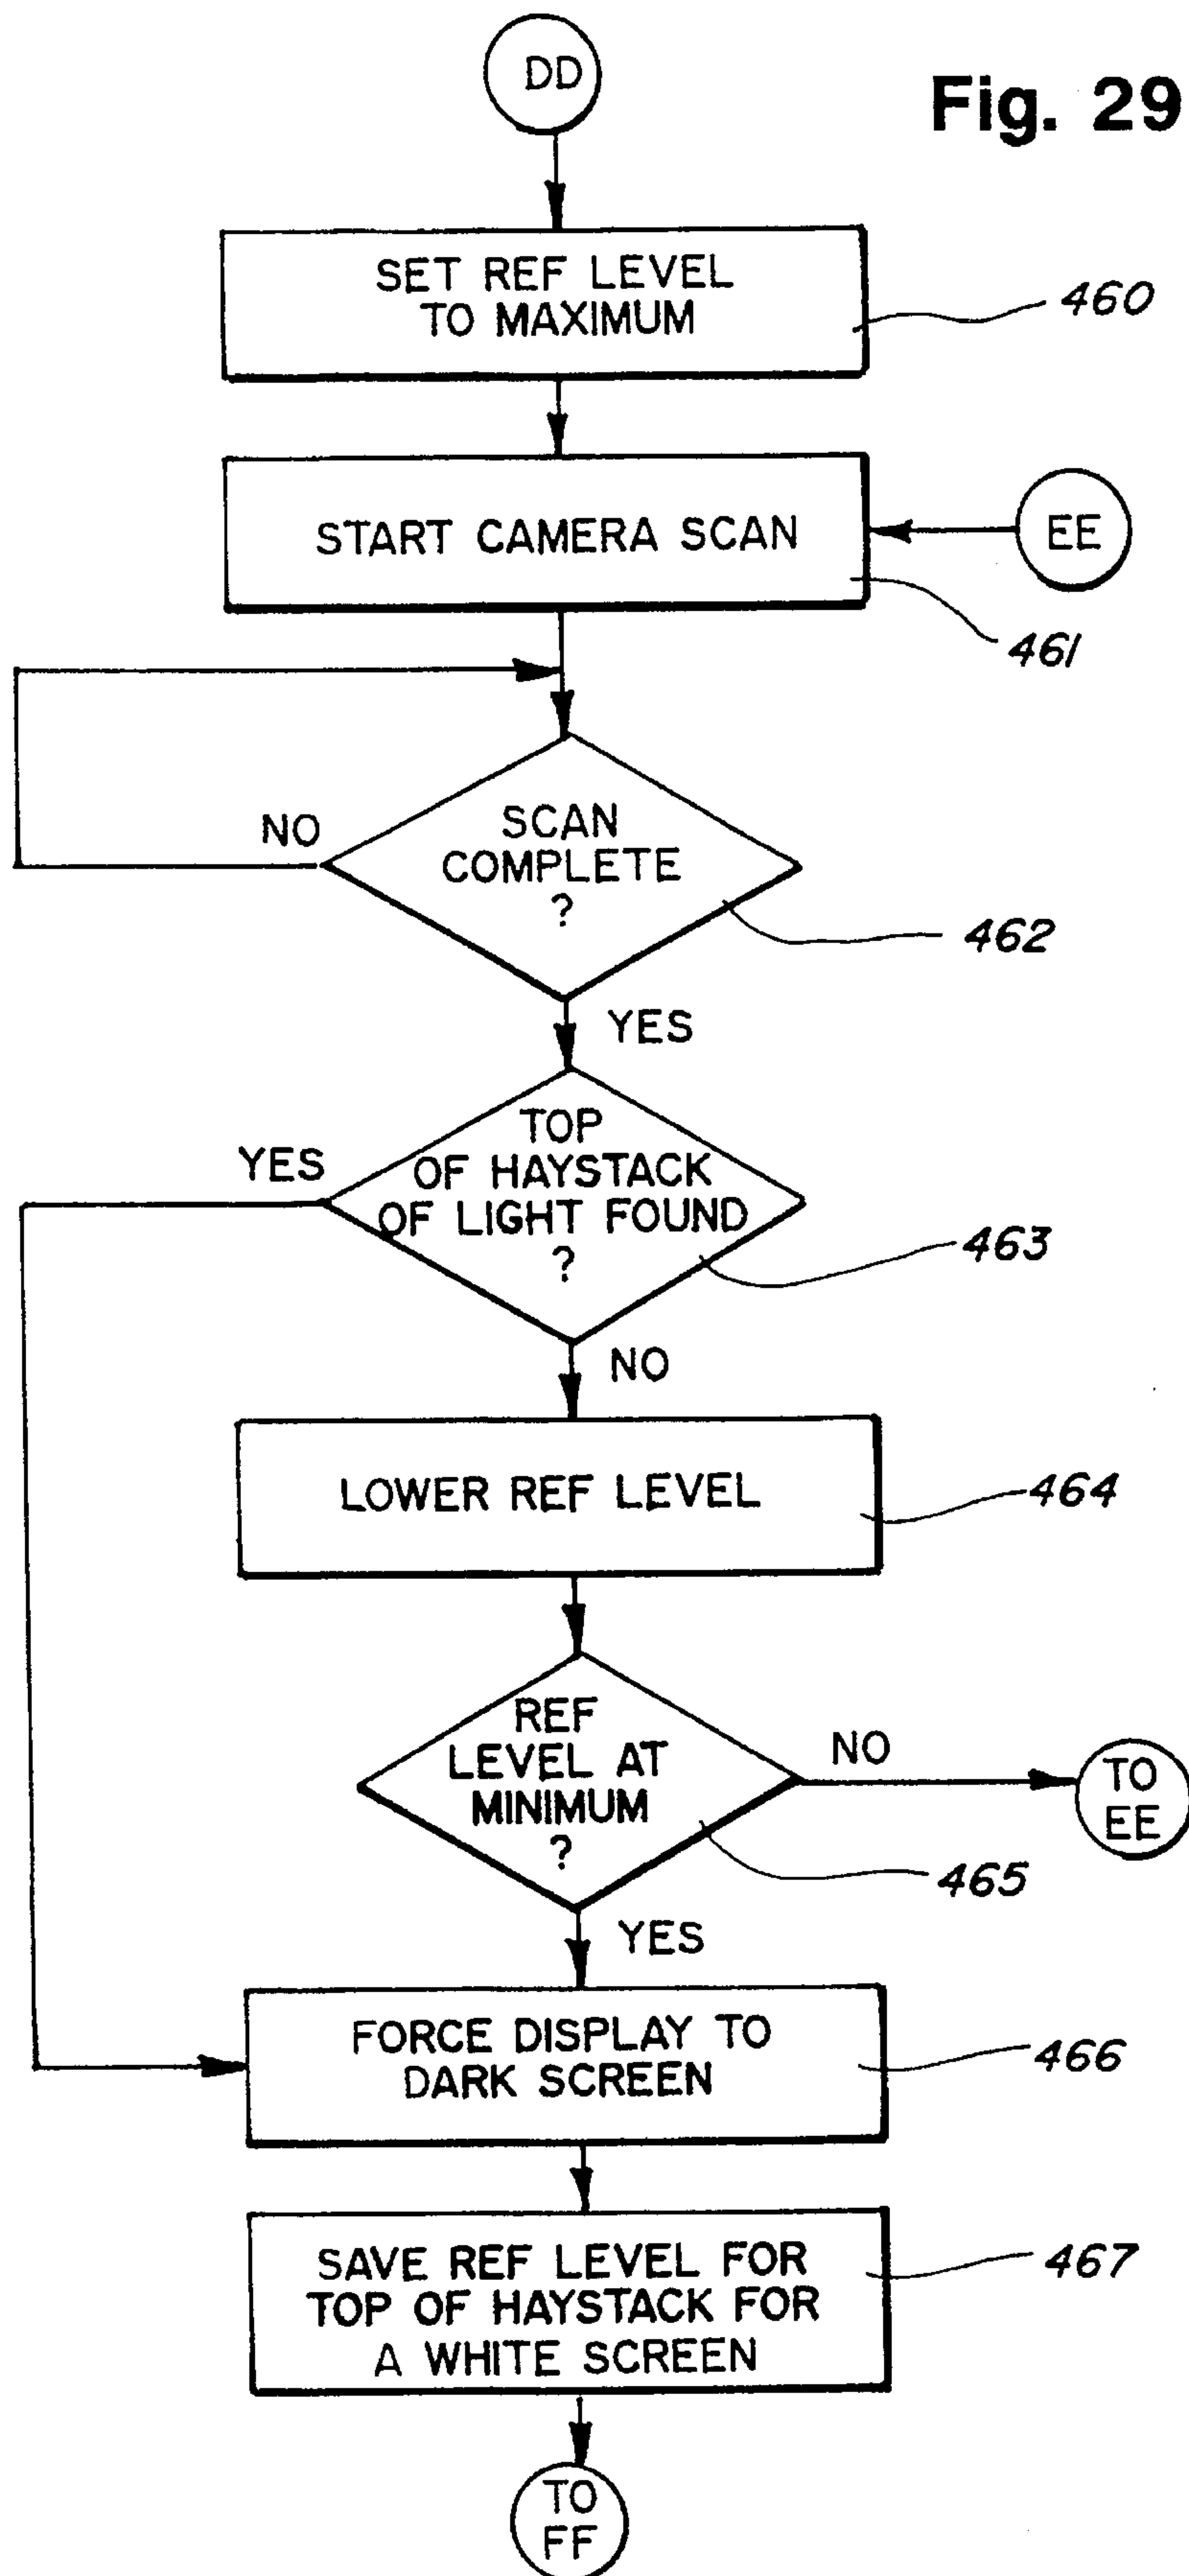 DD
Fig. 29
SET REF LEVEL
TO MAXIMUM
460
START CAMERA SCAN
EE
461
NO
SCAN
COMPLETE
?
462
YES
YES
TOP
OF HAYSTACK
OF LIGHT FOUND
?
463
NO
LOWER REF LEVEL
464
REF
LEVEL AT
MINIMUM
?
NO
TO
EE
465
YES
FORCE DISPLAY TO
DARK SCREEN
466
SAVE REF LEVEL FOR
TOP OF HAYSTACK FOR
A WHITE SCREEN
467
TO
FF